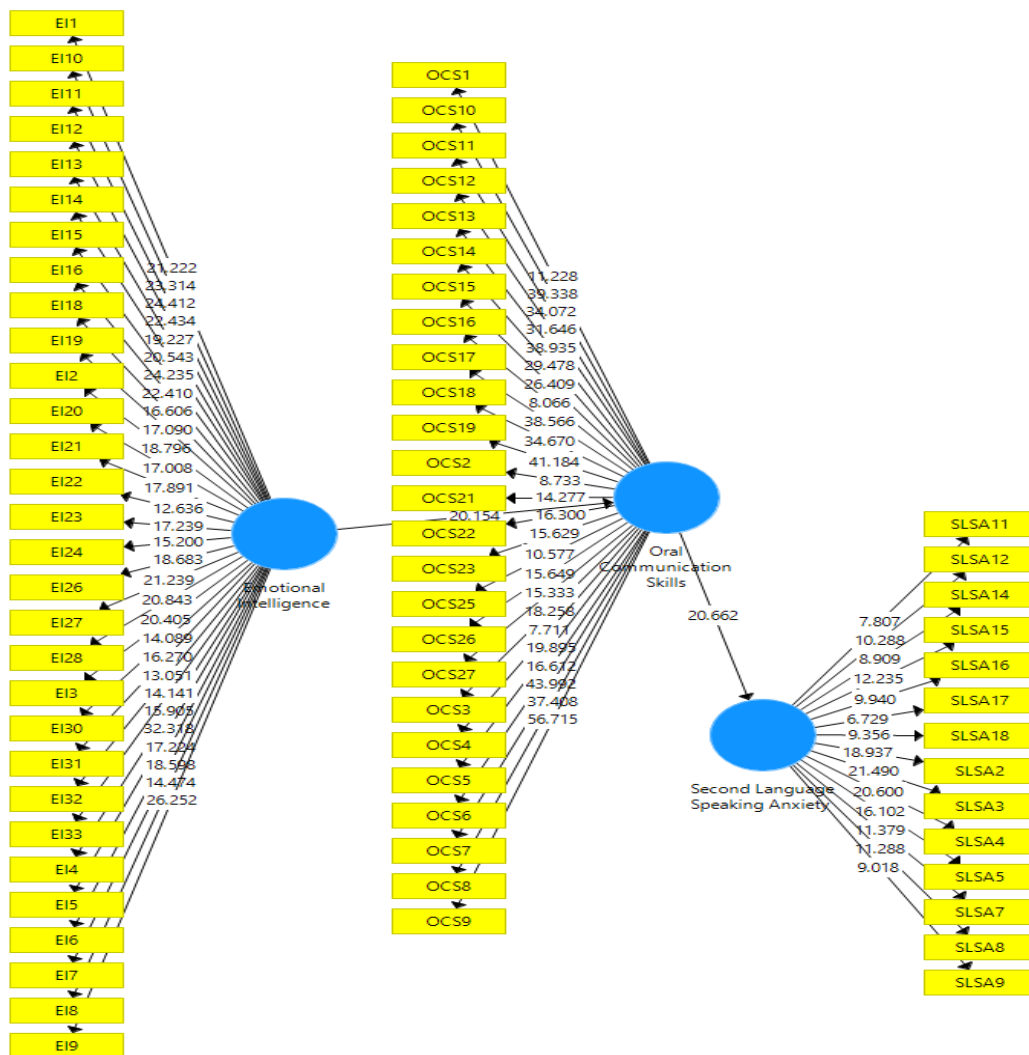 EI1
EI10
EI11
EI12
EI13
EI14
EI15
EI16
EI18
EI19
EI2
EI20
EI21
EI22
EI23
EI24
EI26
EI27
EI28
EI3
EI30
EI31
EI32
EI33
EI4
EI5
EI6
EI7
EI8
EI9
21.222
23.314
24.412
22.434
19.227
20.543
24.235
22.410
16.606
17.090
18.796
17.008
17.891
12.636
17.239
15.200
18.683
21.239
20.843
20.405
14.089
16.270
13.051
14.141
15.905
32.318
17.224
18.598
14.474
26.252
Emotional
Intelligence
20.154
OCS1
OCS10
OCS11
OCS12
OCS13
OCS14
OCS15
OCS16
OCS17
OCS18
OCS19
OCS2
OCS21
OCS22
OCS23
OCS25
OCS26
OCS27
OCS3
OCS4
OCS5
OCS6
OCS7
OCS8
OCS9
11.228
39.338
34.072
31.646
38.935
29.478
26.409
8.066
38.566
34.670
41.184
8.733
14.277
16.300
15.629
10.577
15.649
15.333
18.258
7.711
19.895
16.612
43.992
37.408
56.715
Oral
Communication
Skills
20.662
Second Language
Speaking Anxiety
7.807
10.288
8.909
12.235
9.940
6.729
9.356
18.937
21.490
20.600
16.102
11.379
11.288
9.018
SLSA11
SLSA12
SLSA14
SLSA15
SLSA16
SLSA17
SLSA18
SLSA2
SLSA3
SLSA4
SLSA5
SLSA7
SLSA8
SLSA9